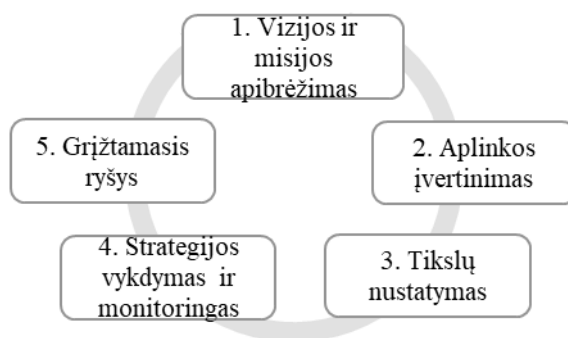 1. Vizijos ir
misijos
apibrėžimas
2. Aplinkos
įvertinimas
3. Tikslų
nustatymas
4. Strategijos
vykdymas ir
monitoringas
5. Grįžtamasis
ryšys